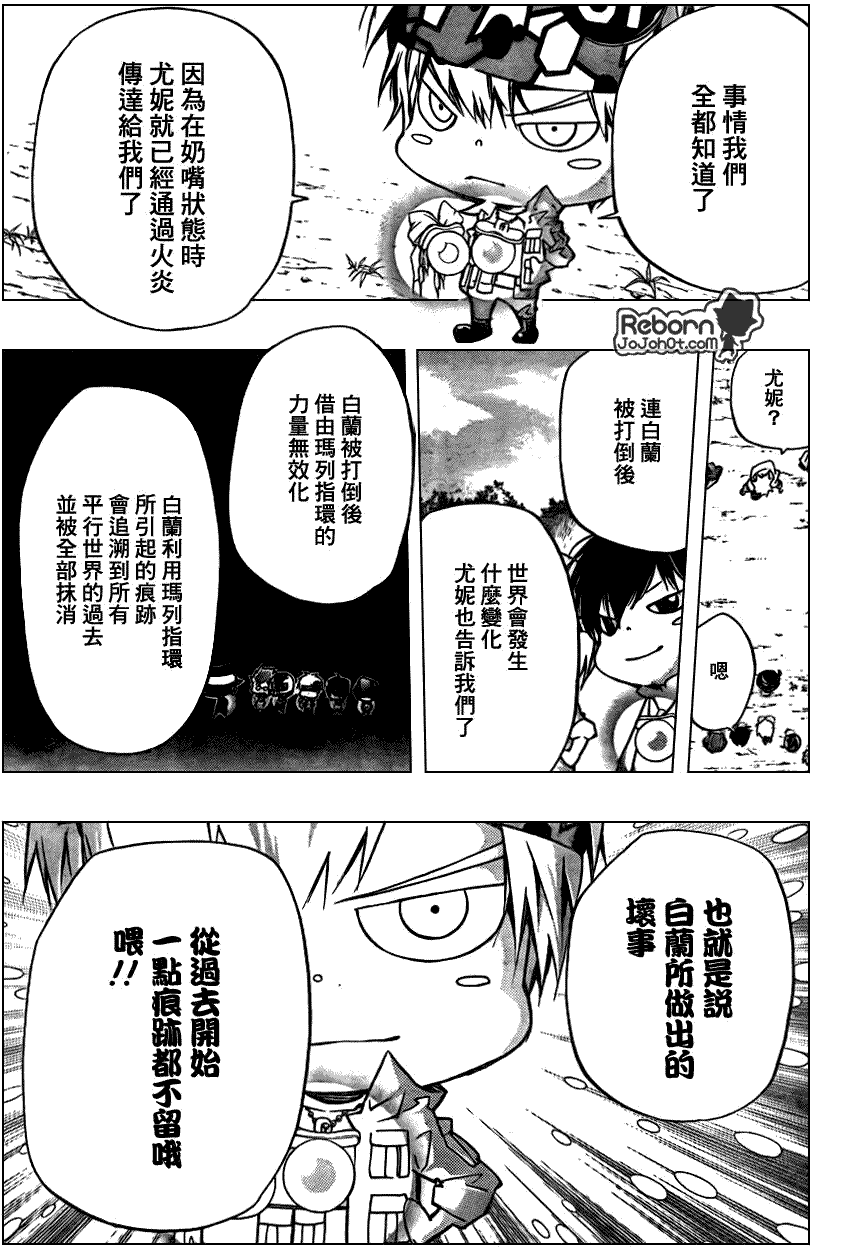 事情我們
全都知道了
因為在奶嘴狀態時
尤妮就已經通過火炎
傳達給我們了
Reborn
JoJoHOt.coM
尤妮？
嗯
連白蘭
被打倒後
世界會發生
什麼變化
尤妮也告訴我們了
白蘭被打倒後
借由瑪列指環的
力量無效化
白蘭利用瑪列指環
所引起的痕跡
會追溯到所有
平行世界的過去
並被全部抹消
也就是說
白蘭所做出的
壞事
從過去開始
一點痕跡都不留哦
喂!!